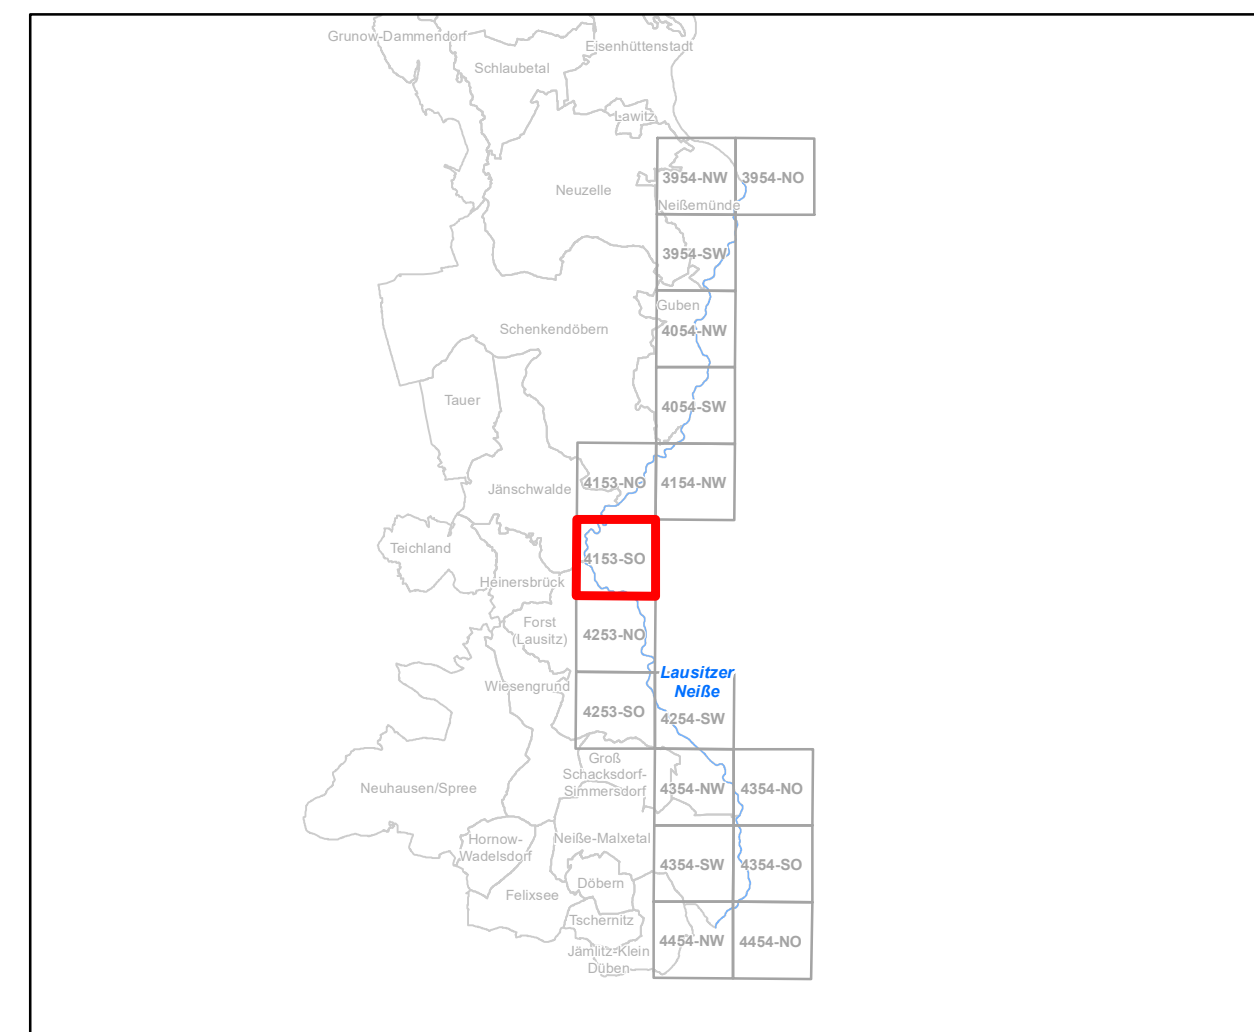 Grunow-Dammendorf
Eisenhüttenstadt
Schlaubetal
Lawitz
3954-NW
3954-NO
Neuzelle
Neißemünde
3954-SW
Guben
Schenkendöbern
4054-NW
Tauer
4054-SW
4153-NO
4154-NW
Jänschwalde
Teichland
4153-SO
Heinersbrück
Forst
(Lausitz)
4253-NO
Lausitzer
Neiße
Wiesengrund
4253-SO
4254-SW
Groß
Schacksdorf-
Simmersdorf
Neuhausen/Spree
4354-NW
4354-NO
Hornow-
Wadelsdorf
Neiße-Malxetal
4354-SW
4354-SO
Döbern
Felixsee
Tschernitz
4454-NW
4454-NO
Jämlitz-Klein
Düben